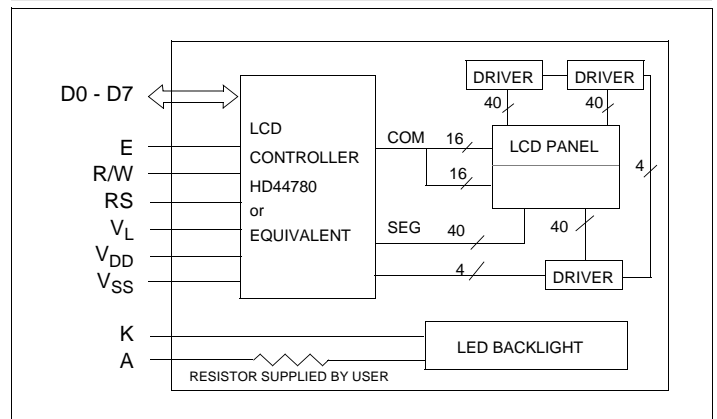 DRIVER DRIVER
D0 - D7
40 40
LCD
CONTROLLER
HD44780
or
EQUIVALENT
COM 16
16
LCD PANEL
4
E
R/W
RS
VL
VDD
VSS
SEG 40
40
4
DRIVER
K
A
LED BACKLIGHT
RESISTOR SUPPLIED BY USER